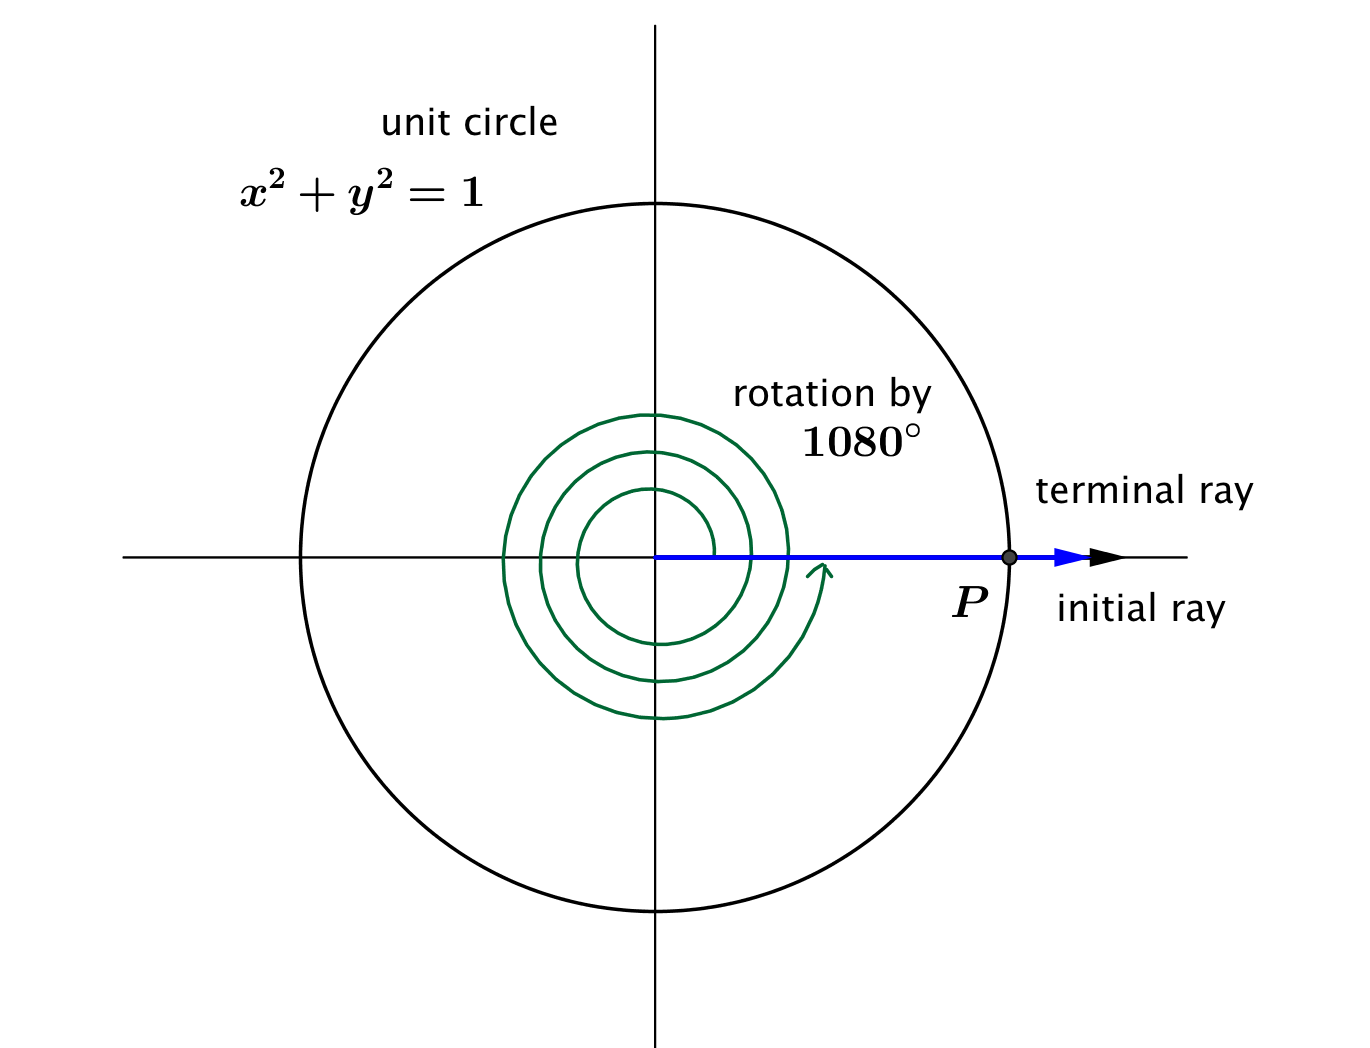 unit circle
x² + y² = 1
rotation by
1080°
terminal ray
P
initial ray